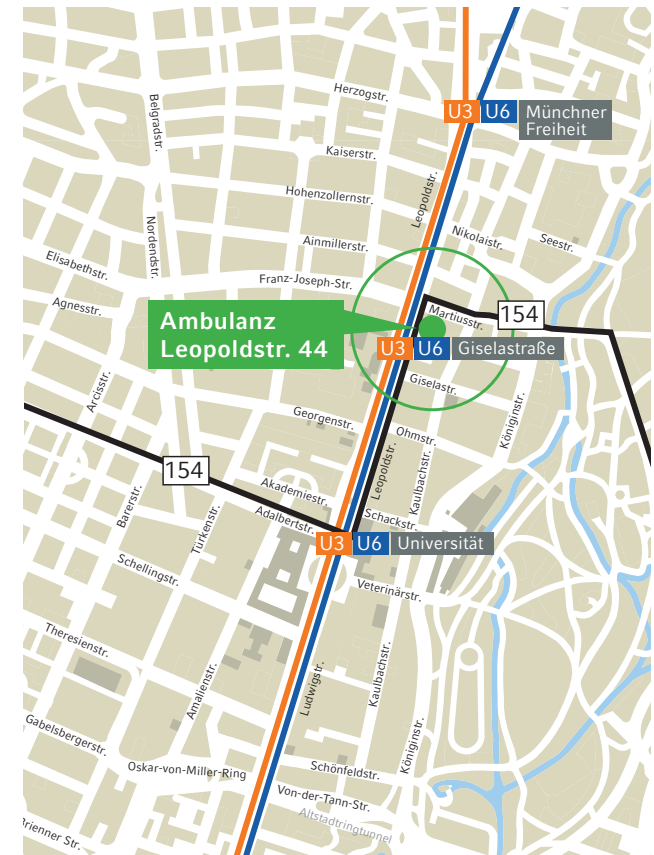 Herzogstr.
Belgradstr.
U3 U6 Münchner
Freiheit
Kaiserstr.
Leopoldstr.
Hohenzollernstr.
Nordendstr.
Nikolaistr.
Seestr.
Ainmillerstr.
Elisabethstr.
Franz-Joseph-Str.
Agnesstr.
Martiusstr.
154
Ambulanz
Leopoldstr. 44
U3 U6 Giselastraße
Giselastr.
Arcisstr.
Königinstr.
Georgenstr.
Ohmstr.
Kaulbachstr.
Leopoldstr.
154
Akademiestr.
Barerstr.
Türkenstr.
Adalbertstr.
Schackstr.
U3 U6 Universität
Schellingstr.
Veterinärstr.
Theresienstr.
Amalienstr.
Ludwigstr.
Kaulbachstr.
Königinstr.
Gabelsbergerstr.
Oskar-von-Miller-Ring
Schönfeldstr.
Von-der-Tann-Str.
Altstadtringtunnel
Brienner Str.